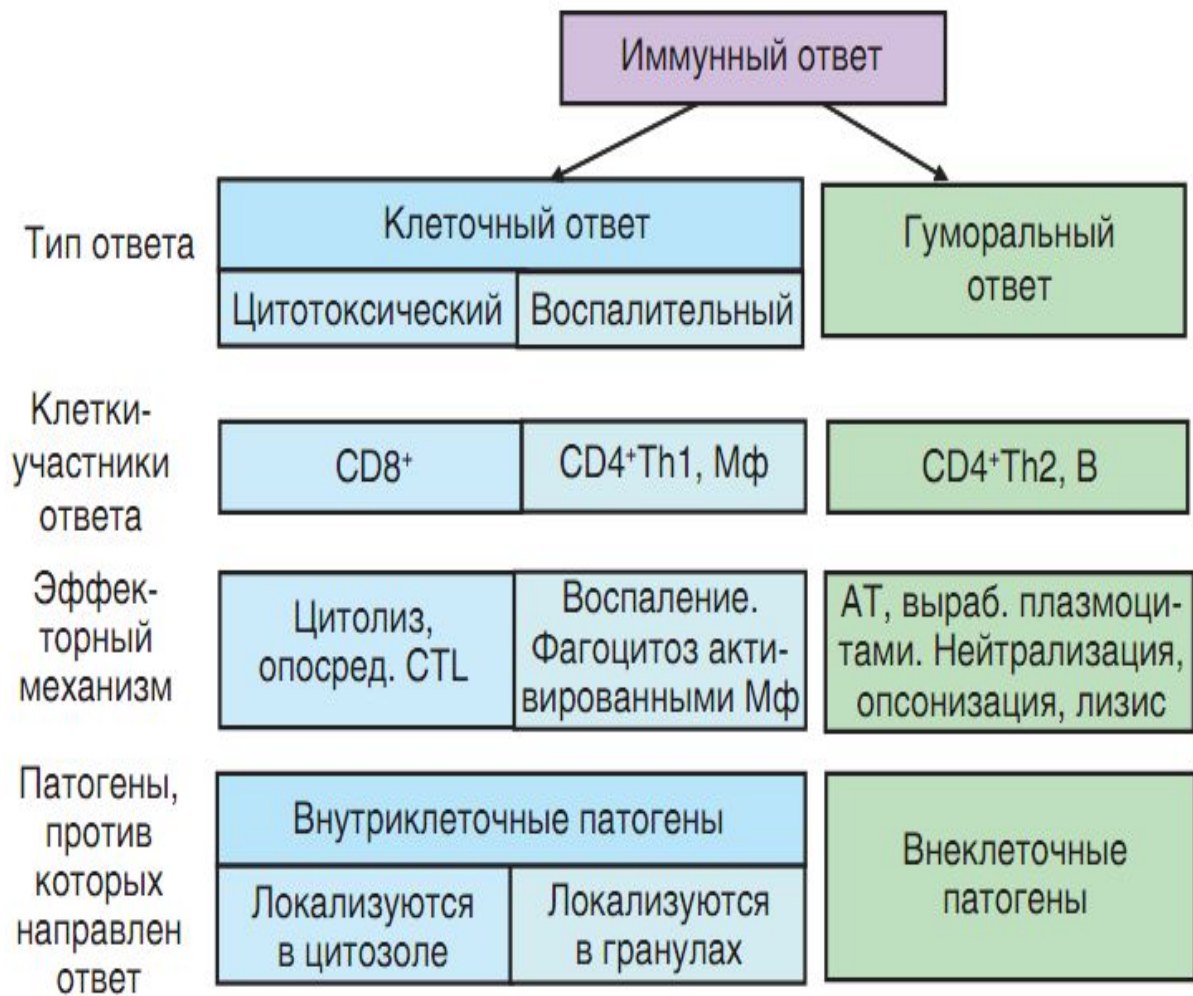 Иммунный ответ
Тип ответа
Клеточный ответ
Цитотоксический
Воспалительный
Гуморальный
ответ
Клетки-
участники
ответа
CD8⁺
CD4⁺Th1, Мф
CD4⁺Th2, В
Эффек-
торный
механизм
Цитолиз,
опосред. CTL
Воспаление.
Фагоцитоз акти-
вированными Мф
АТ, выраб. плазмоци-
тами. Нейтрализация,
опсонизация, лизис
Патогены,
против
которых
направлен
ответ
Внутриклеточные патогены
Локализуются
в цитозоле
Локализуются
в гранулах
Внеклеточные
патогены